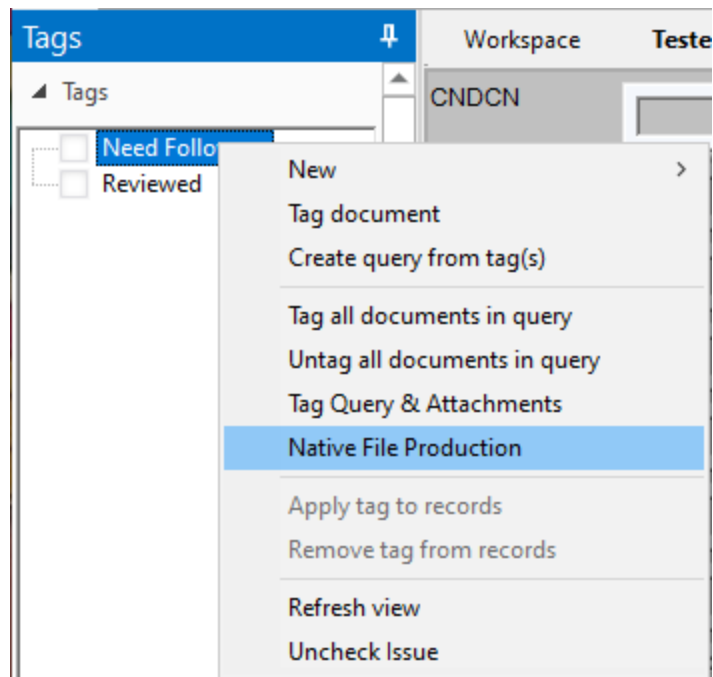 Tags
Workspace
Tags
CNDCN
Reviewed
New
Tag document
Create query from tag(s)
Tag all documents in query
Untag all documents in query
Tag Query & Attachments
Native File Production
Apply tag to records
Remove tag from records
Refresh view
Uncheck Issue
Need